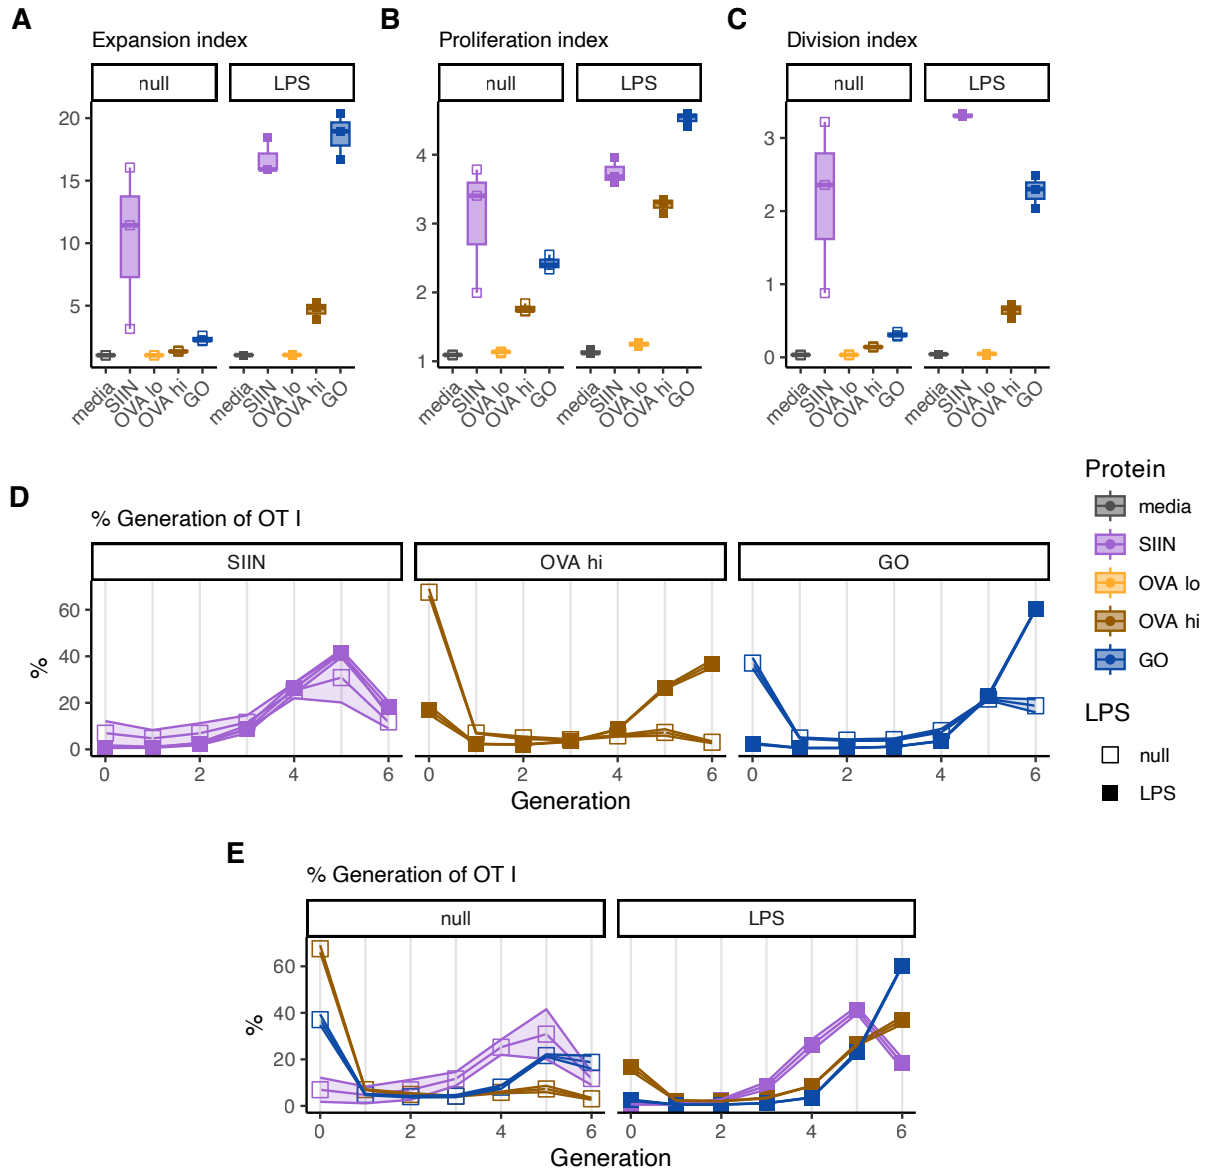 A
B
C
Expansion index
Proliferation index
Division index
null
LPS
null
LPS
null
LPS
20
15
10
5
4
3
2
1
3
2
1
0
media
SIIN
OVA lo
OVA hi
GO
media
SIIN
OVA lo
OVA hi
GO
media
SIIN
OVA lo
OVA hi
GO
media
SIIN
OVA lo
OVA hi
GO
media
SIIN
OVA lo
OVA hi
GO
media
SIIN
OVA lo
OVA hi
GO
D
% Generation of OT I
SIIN
OVA hi
GO
%
60
40
20
0
0 2 4 6
0 2 4 6
0 2 4 6
Generation
Protein
media
SIIN
OVA lo
OVA hi
GO
LPS
null
LPS
E
% Generation of OT I
null
LPS
%
60
40
20
0
0 2 4 6
0 2 4 6
Generation